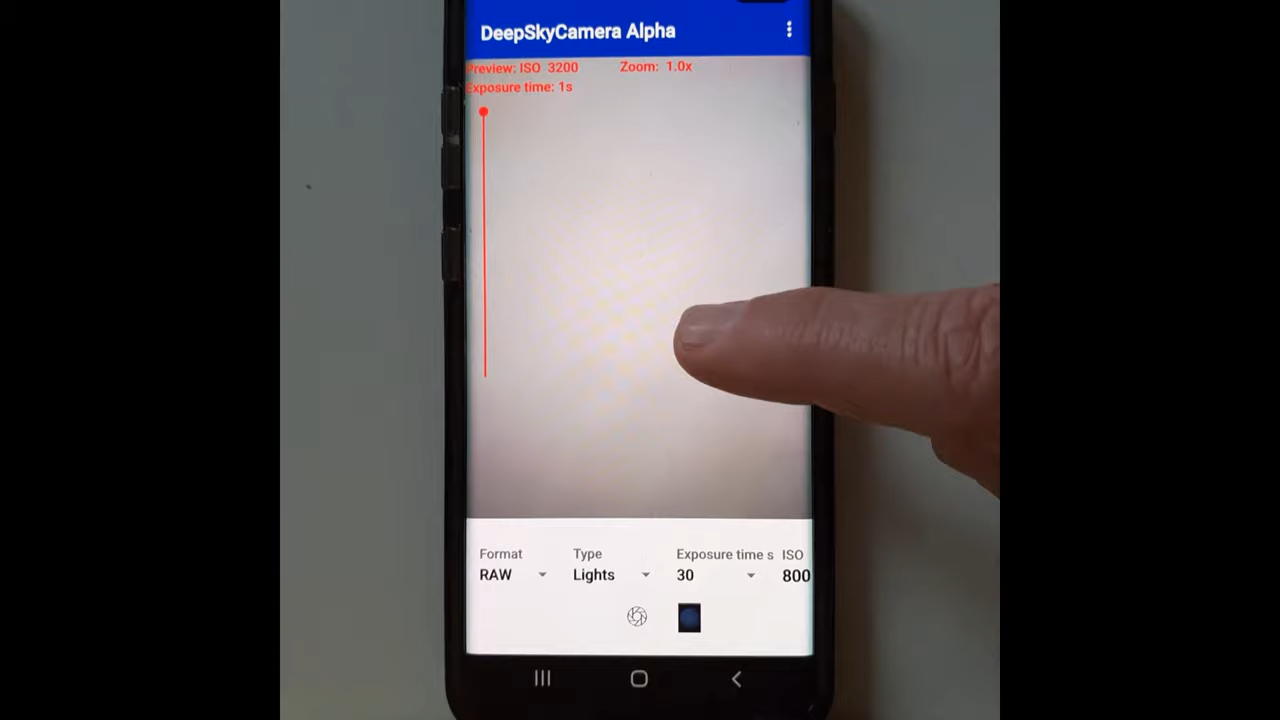 DeepSkyCamera Alpha
Preview: ISO 3200 Zoom: 1.0x
Exposure time: 1s
Format Type Exposure time s ISO
RAW Lights 30 800